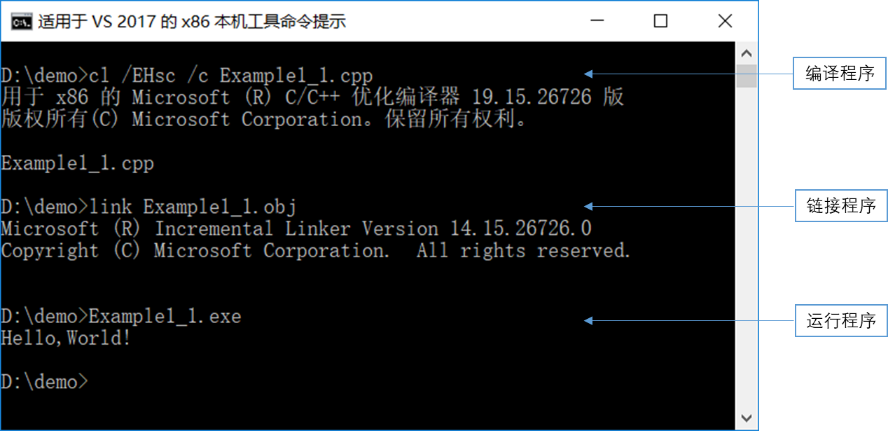 适用于 VS 2017 的 x86 本机工具命令提示
D:\demo>cl /EHsc /c Example1_1.cpp
编译程序
用于 x86 的 Microsoft (R) C/C++ 优化编译器 19.15.26726 版
版权所有(C) Microsoft Corporation。保留所有权利。
Example1_1.cpp
D:\demo>link Example1_1.obj
链接程序
Microsoft (R) Incremental Linker Version 14.15.26726.0
Copyright (C) Microsoft Corporation.  All rights reserved.
D:\demo>Example1_1.exe
运行程序
Hello,World!
D:\demo>